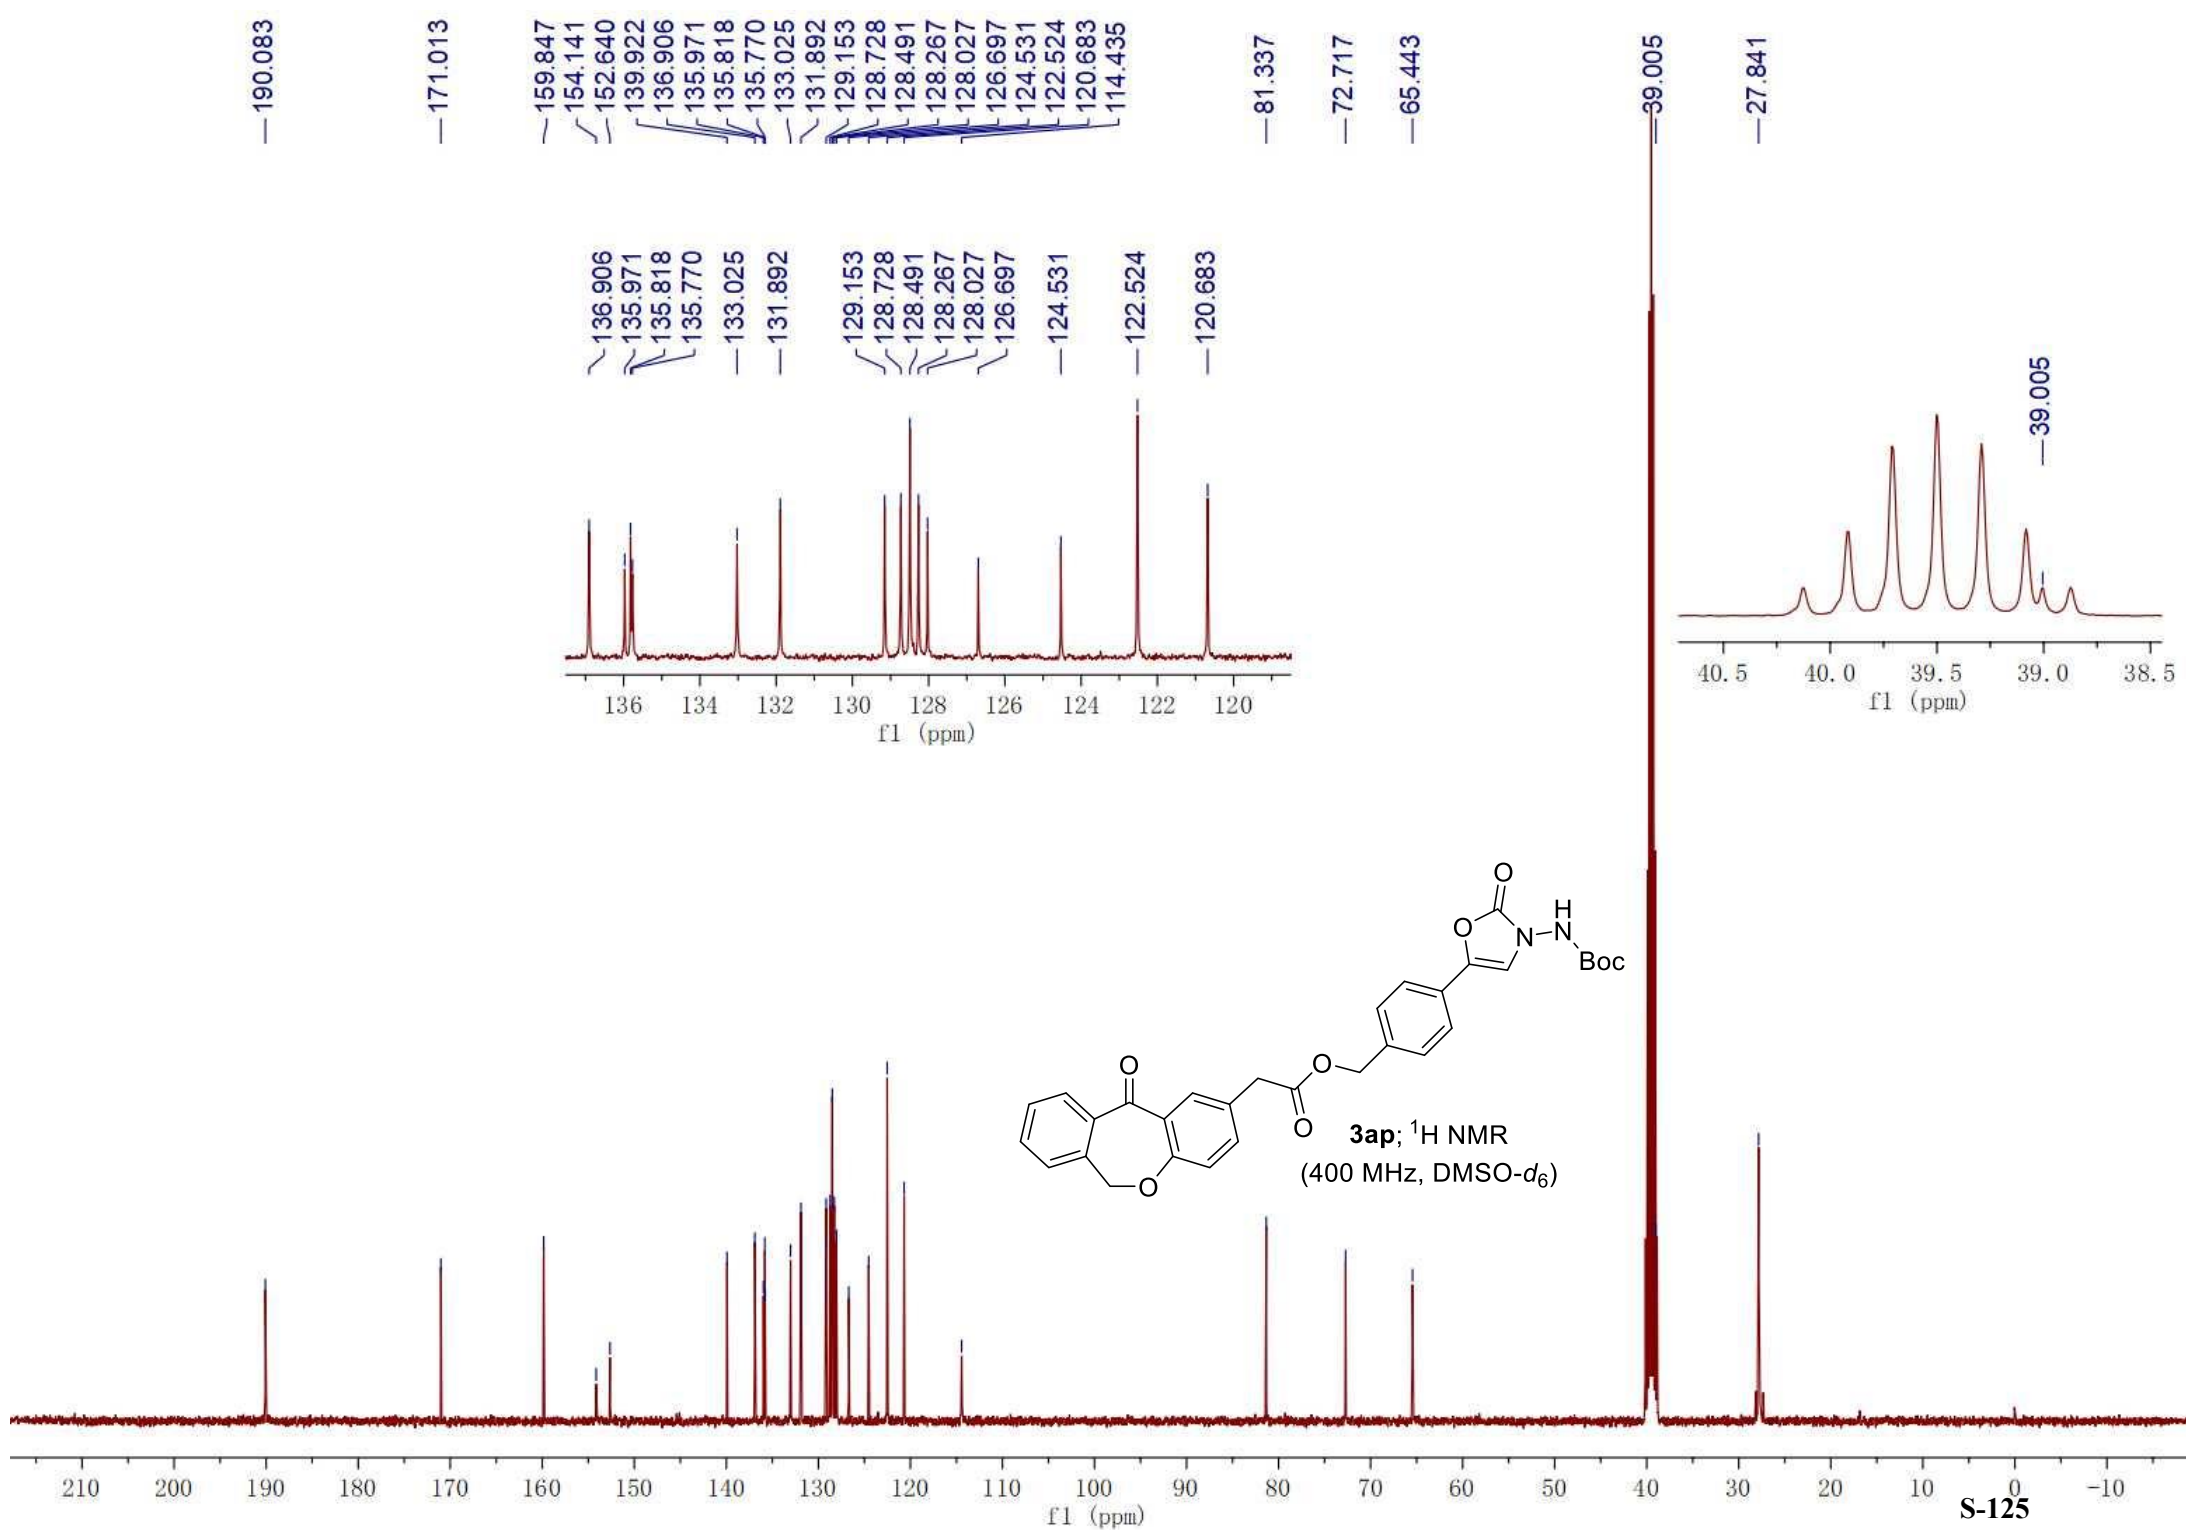 190.083
171.013
159.847
154.141
152.640
139.922
136.906
135.971
135.818
135.770
133.025
131.892
129.153
128.728
128.491
128.267
128.027
126.697
124.531
122.524
120.683
114.435
81.337
72.717
65.443
39.005
27.841
136.906
135.971
135.818
135.770
133.025
131.892
129.153
128.728
128.491
128.267
128.027
126.697
124.531
122.524
120.683
136 134 132 130 128 126 124 122 120
f1 (ppm)
39.005
40.5 40.0 39.5 39.0 38.5
f1 (ppm)
O
O
N
H
N
Boc
O
O
O
O
3ap; ¹H NMR
(400 MHz, DMSO-d₆)
210 200 190 180 170 160 150 140 130 120 110 100 90 80 70 60 50 40 30 20 10 0 -10
f1 (ppm)
S-125